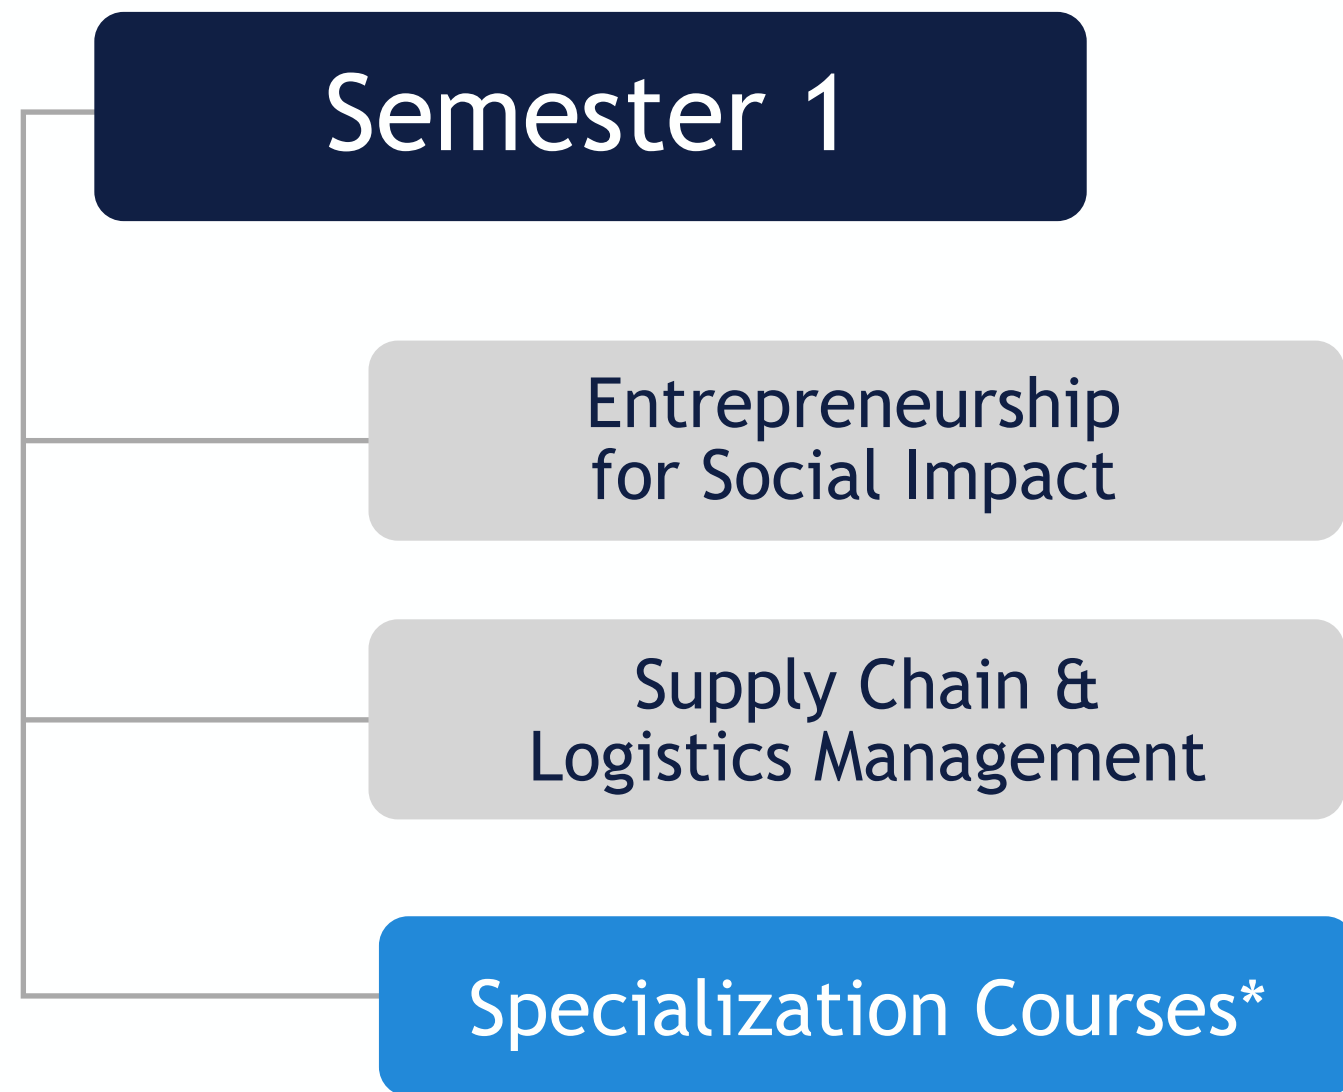 Semester 1
Entrepreneurship
for Social Impact
Supply Chain &
Logistics Management
Specialization Courses*